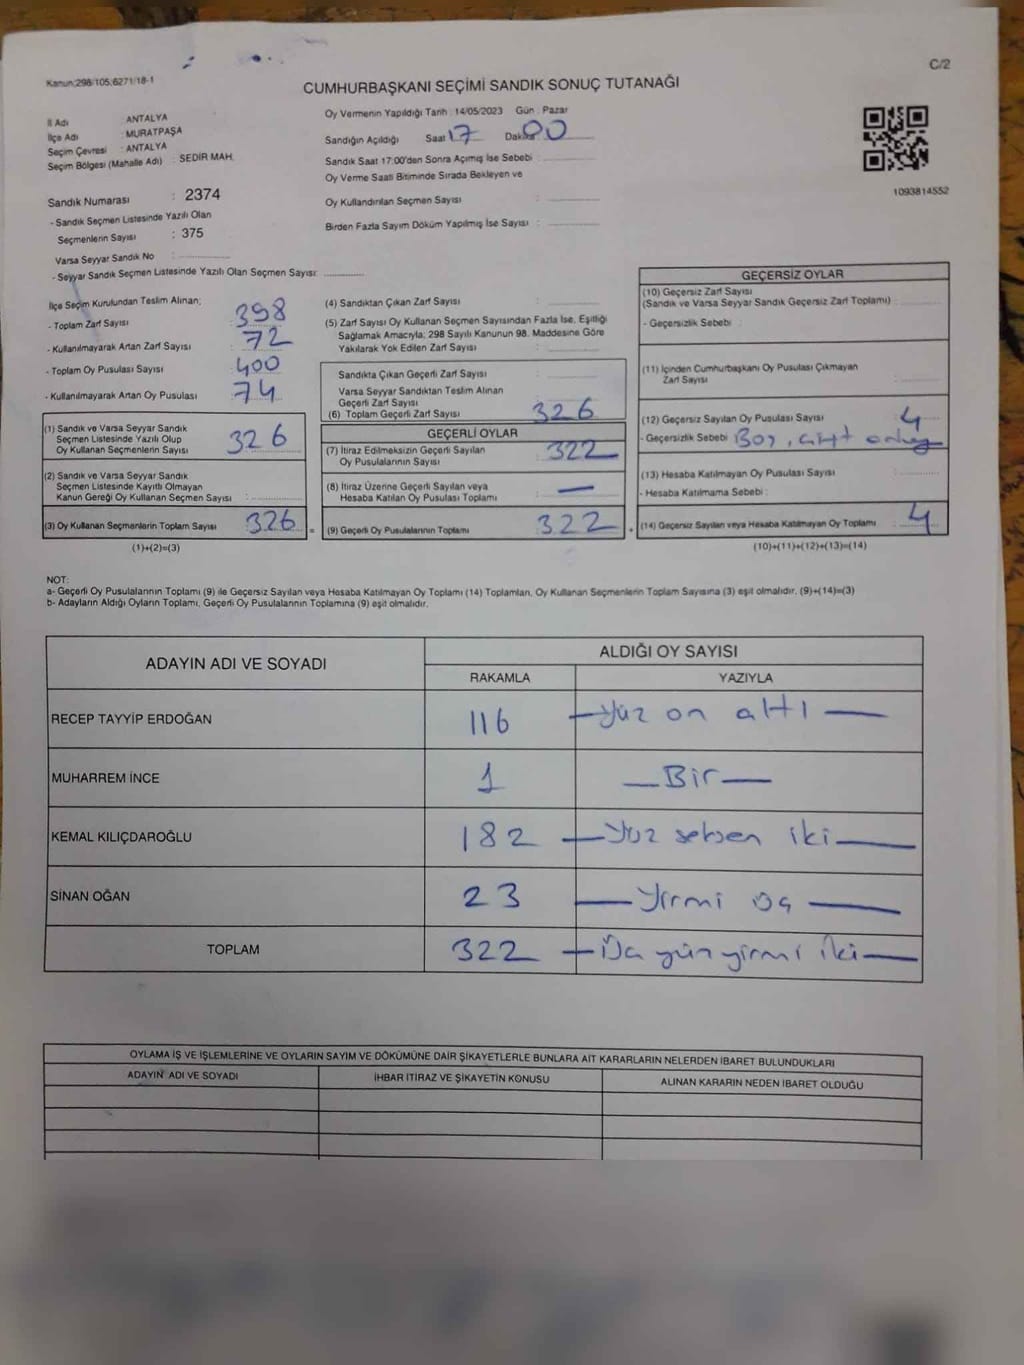 C/2
Kanun:298/105;6271/18-1
CUMHURBAŞKANI SEÇİMİ SANDIK SONUÇ TUTANAĞI
İl Adı : ANTALYA
İlçe Adı : MURATPAŞA
Seçim Çevresi : ANTALYA
Seçim Bölgesi (Mahalle Adı) : SEDİR MAH.
Sandık Numarası : 2374
- Sandık Seçmen Listesinde Yazılı Olan
Seçmenlerin Sayısı : 375
Varsa Seyyar Sandık No :
- Seyyar Sandık Seçmen Listesinde Yazılı Olan Seçmen Sayısı:
Oy Vermenin Yapıldığı Tarih : 14/05/2023 Gün : Pazar
Sandığın Açıldığı Saat 17 Dakika 00
Sandık Saat 17:00'den Sonra Açılmış İse Sebebi :
Oy Verme Saati Bitiminde Sırada Bekleyen ve
Oy Kullandırılan Seçmen Sayısı :
Birden Fazla Sayım Döküm Yapılmış İse Sayısı :
1093814552
İlçe Seçim Kurulundan Teslim Alınan;
- Toplam Zarf Sayısı 398
- Kullanılmayarak Artan Zarf Sayısı 72
- Toplam Oy Pusulası Sayısı 400
- Kullanılmayarak Artan Oy Pusulası 74
(1) Sandık ve Varsa Seyyar Sandık
Seçmen Listesinde Yazılı Olup
Oy Kullanan Seçmenlerin Sayısı 326
(2) Sandık ve Varsa Seyyar Sandık
Seçmen Listesinde Kayıtlı Olmayan
Kanun Gereği Oy Kullanan Seçmen Sayısı :
(3) Oy Kullanan Seçmenlerin Toplam Sayısı 326 =
(1)+(2)=(3)
(4) Sandıktan Çıkan Zarf Sayısı :
(5) Zarf Sayısı Oy Kullanan Seçmen Sayısından Fazla İse, Eşitliği
Sağlamak Amacıyla; 298 Sayılı Kanunun 98. Maddesine Göre
Yakılarak Yok Edilen Zarf Sayısı :
Sandıkta Çıkan Geçerli Zarf Sayısı :
Varsa Seyyar Sandıktan Teslim Alınan
Geçerli Zarf Sayısı
(6) Toplam Geçerli Zarf Sayısı 326
GEÇERLİ OYLAR
(7) İtiraz Edilmeksizin Geçerli Sayılan
Oy Pusulalarının Sayısı 322
(8) İtiraz Üzerine Geçerli Sayılan veya
Hesaba Katılan Oy Pusulası Toplamı —
(9) Geçerli Oy Pusulalarının Toplamı 322 +
GEÇERSİZ OYLAR
(10) Geçersiz Zarf Sayısı
(Sandık ve Varsa Seyyar Sandık Geçersiz Zarf Toplamı) :
- Geçersizlik Sebebi :
(11) İçinden Cumhurbaşkanı Oy Pusulası Çıkmayan
Zarf Sayısı
(12) Geçersiz Sayılan Oy Pusulası Sayısı 4
- Geçersizlik Sebebi : Boş, çift
(13) Hesaba Katılmayan Oy Pusulası Sayısı
- Hesaba Katılmama Sebebi :
(14) Geçersiz Sayılan veya Hesaba Katılmayan Oy Toplamı 4
(10)+(11)+(12)+(13)=(14)
NOT:
a- Geçerli Oy Pusulalarının Toplamı (9) ile Geçersiz Sayılan veya Hesaba Katılmayan Oy Toplamı (14) Toplamları, Oy Kullanan Seçmenlerin Toplam Sayısına (3) eşit olmalıdır. (9)+(14)=(3)
b- Adayların Aldığı Oyların Toplamı, Geçerli Oy Pusulalarının Toplamına (9) eşit olmalıdır.
ADAYIN ADI VE SOYADI ALDIĞI OY SAYISI
RAKAMLA YAZIYLA
RECEP TAYYİP ERDOĞAN 116 — Yüz on altı —
MUHARREM İNCE 1 — Bir —
KEMAL KILIÇDAROĞLU 182 — Yüz seksen iki —
SİNAN OĞAN 23 — Yirmi üç —
TOPLAM 322 — Üç yüz yirmi iki —
OYLAMA İŞ VE İŞLEMLERİNE VE OYLARIN SAYIM VE DÖKÜMÜNE DAİR ŞİKAYETLERLE BUNLARA AİT KARARLARIN NELERDEN İBARET BULUNDUKLARI
ADAYIN ADI VE SOYADI İHBAR İTİRAZ VE ŞİKAYETİN KONUSU ALINAN KARARIN NEDEN İBARET OLDUĞU